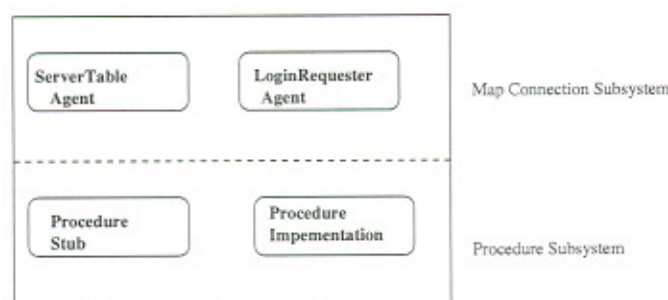 ServerTable
Agent
LoginRequester
Agent
Map Connection Subsystem
Procedure
Stub
Procedure
Impementation
Procedure Subsystem